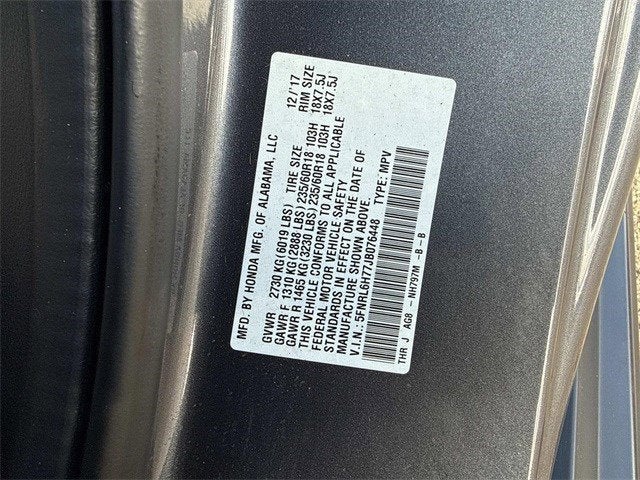 MFD. BY HONDA MFG. OF ALABAMA, LLC 12/'17
GVWR 2730 KG(6019 LBS) TIRE SIZE RIM SIZE
GAWR F 1310 KG(2888 LBS)235/60R18 103H 18X7.5J
GAWR R 1465 KG(3230 LBS)235/60R18 103H 18X7.5J
THIS VEHICLE CONFORMS TO ALL APPLICABLE
FEDERAL MOTOR VEHICLE SAFETY
STANDARDS IN EFFECT ON THE DATE OF
MANUFACTURE SHOWN ABOVE.
V.I.N.: 5FNRL6H77JB076448 TYPE: MPV
THR J AG8 - NH797M -B - B